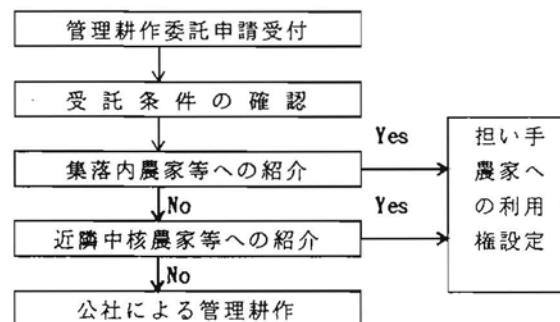 管理耕作委託申請受付
受託条件の確認
Yes
担い手
農家へ
の利用
権設定
集落内農家等への紹介
No
Yes
近隣中核農家等への紹介
No
公社による管理耕作